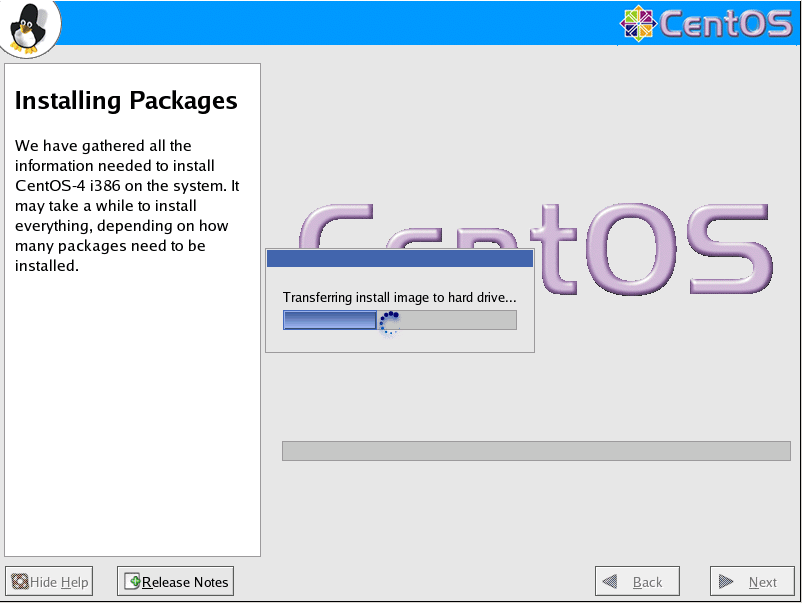 CentOS
Installing Packages
We have gathered all the
information needed to install
CentOS-4 i386 on the system. It
may take a while to install
everything, depending on how
many packages need to be
installed.
CentOS
Transferring install image to hard drive...
Hide Help
Release Notes
Back
Next